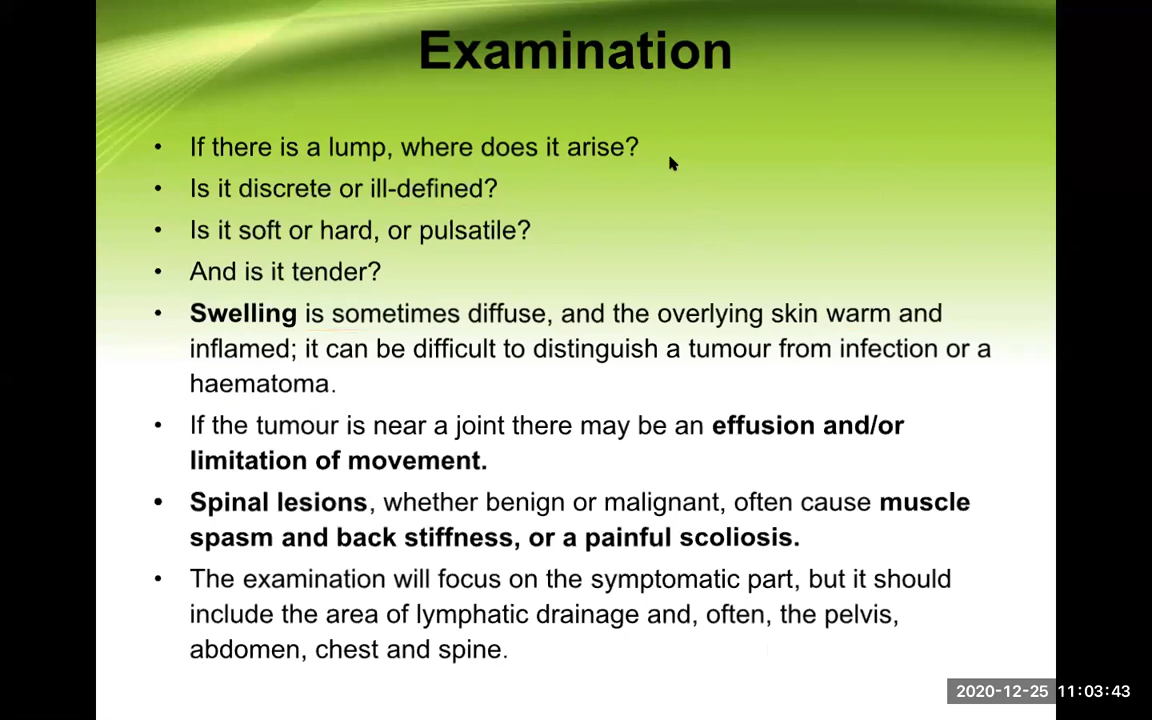 Examination
• If there is a lump, where does it arise?
• Is it discrete or ill-defined?
• Is it soft or hard, or pulsatile?
• And is it tender?
• Swelling is sometimes diffuse, and the overlying skin warm and
inflamed; it can be difficult to distinguish a tumour from infection or a
haematoma.
• If the tumour is near a joint there may be an effusion and/or
limitation of movement.
• Spinal lesions, whether benign or malignant, often cause muscle
spasm and back stiffness, or a painful scoliosis.
• The examination will focus on the symptomatic part, but it should
include the area of lymphatic drainage and, often, the pelvis,
abdomen, chest and spine.
2020-12-25 11:03:43